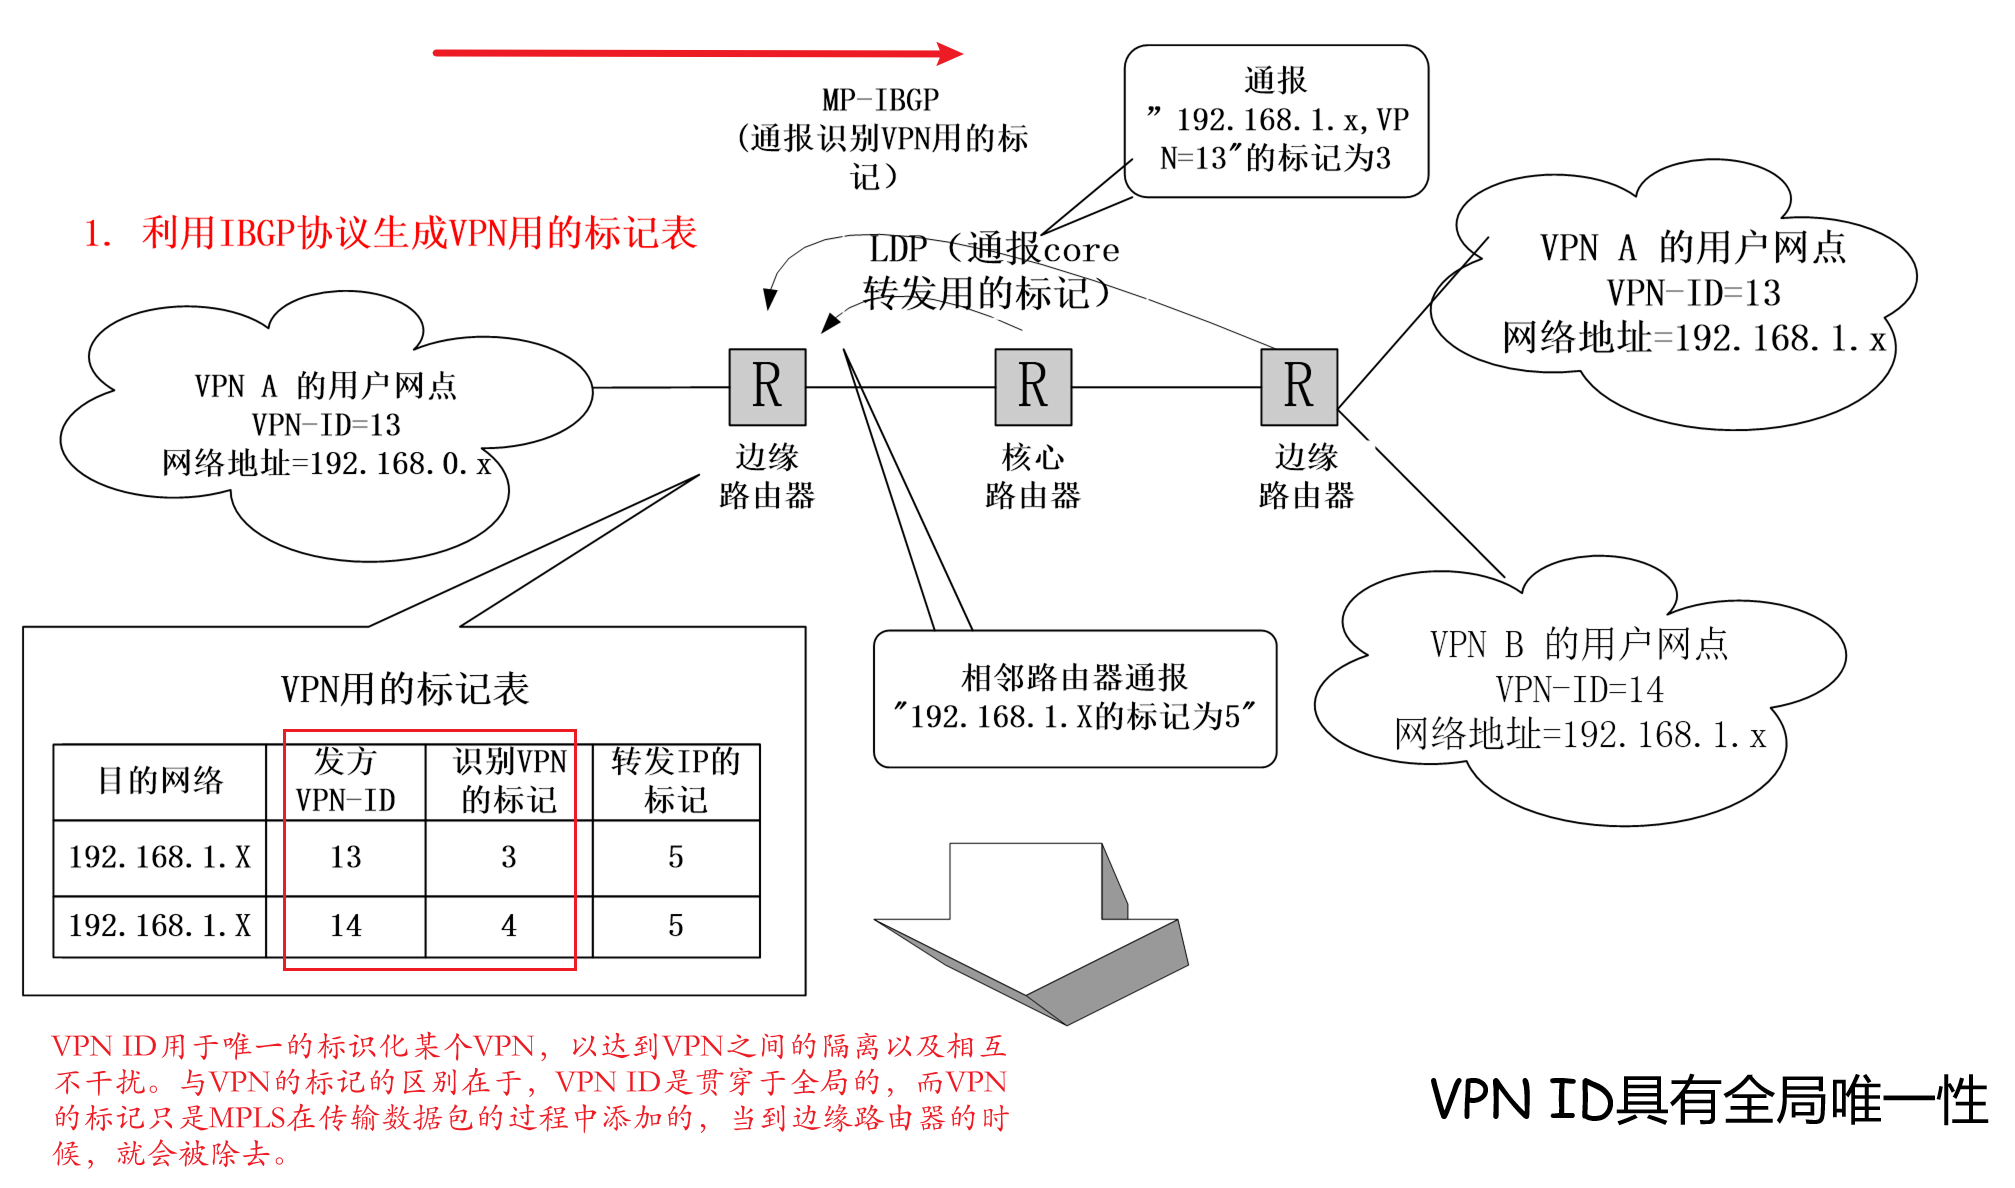 MP-IBGP
(通报识别VPN用的标
记)
通报
”192.168.1.x,VP
N=13"的标记为3
1. 利用IBGP协议生成VPN用的标记表
LDP（通报core
转发用的标记）
VPN A 的用户网点
VPN-ID=13
网络地址=192.168.1.x
VPN A 的用户网点
VPN-ID=13
网络地址=192.168.0.x
R
R
R
边缘
路由器
核心
路由器
边缘
路由器
VPN B 的用户网点
VPN-ID=14
网络地址=192.168.1.x
相邻路由器通报
"192.168.1.X的标记为5"
VPN用的标记表
目的网络 发方VPN-ID 识别VPN的标记 转发IP的标记
192.168.1.X 13 3 5
192.168.1.X 14 4 5
VPN ID用于唯一的标识化某个VPN，以达到VPN之间的隔离以及相互
不干扰。与VPN的标记的区别在于，VPN ID是贯穿于全局的，而VPN
的标记只是MPLS在传输数据包的过程中添加的，当到边缘路由器的时
候，就会被除去。
VPN ID具有全局唯一性